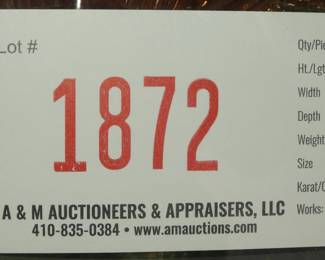 Lot #
1872
Qty/Pie
Ht./Lgt
Width
Depth
Weight
Size
Karat/C
Works:
A & M AUCTIONEERS & APPRAISERS, LLC
410-835-0384 • www.amauctions.com